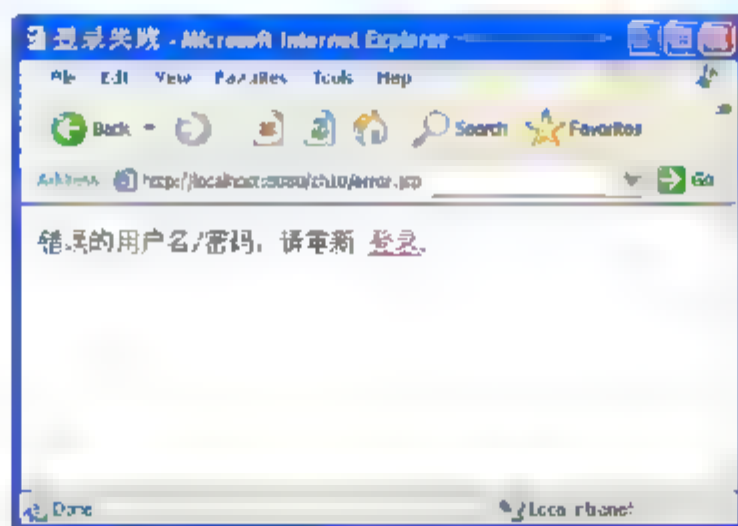 登录失败 - Microsoft Internet Explorer
File Edit View Favorites Tools Help
Back Search Favorites
Address http://localhost:8080/ch10/error.jsp Go
错误的用户名/密码，请重新 登录。
Done Local intranet